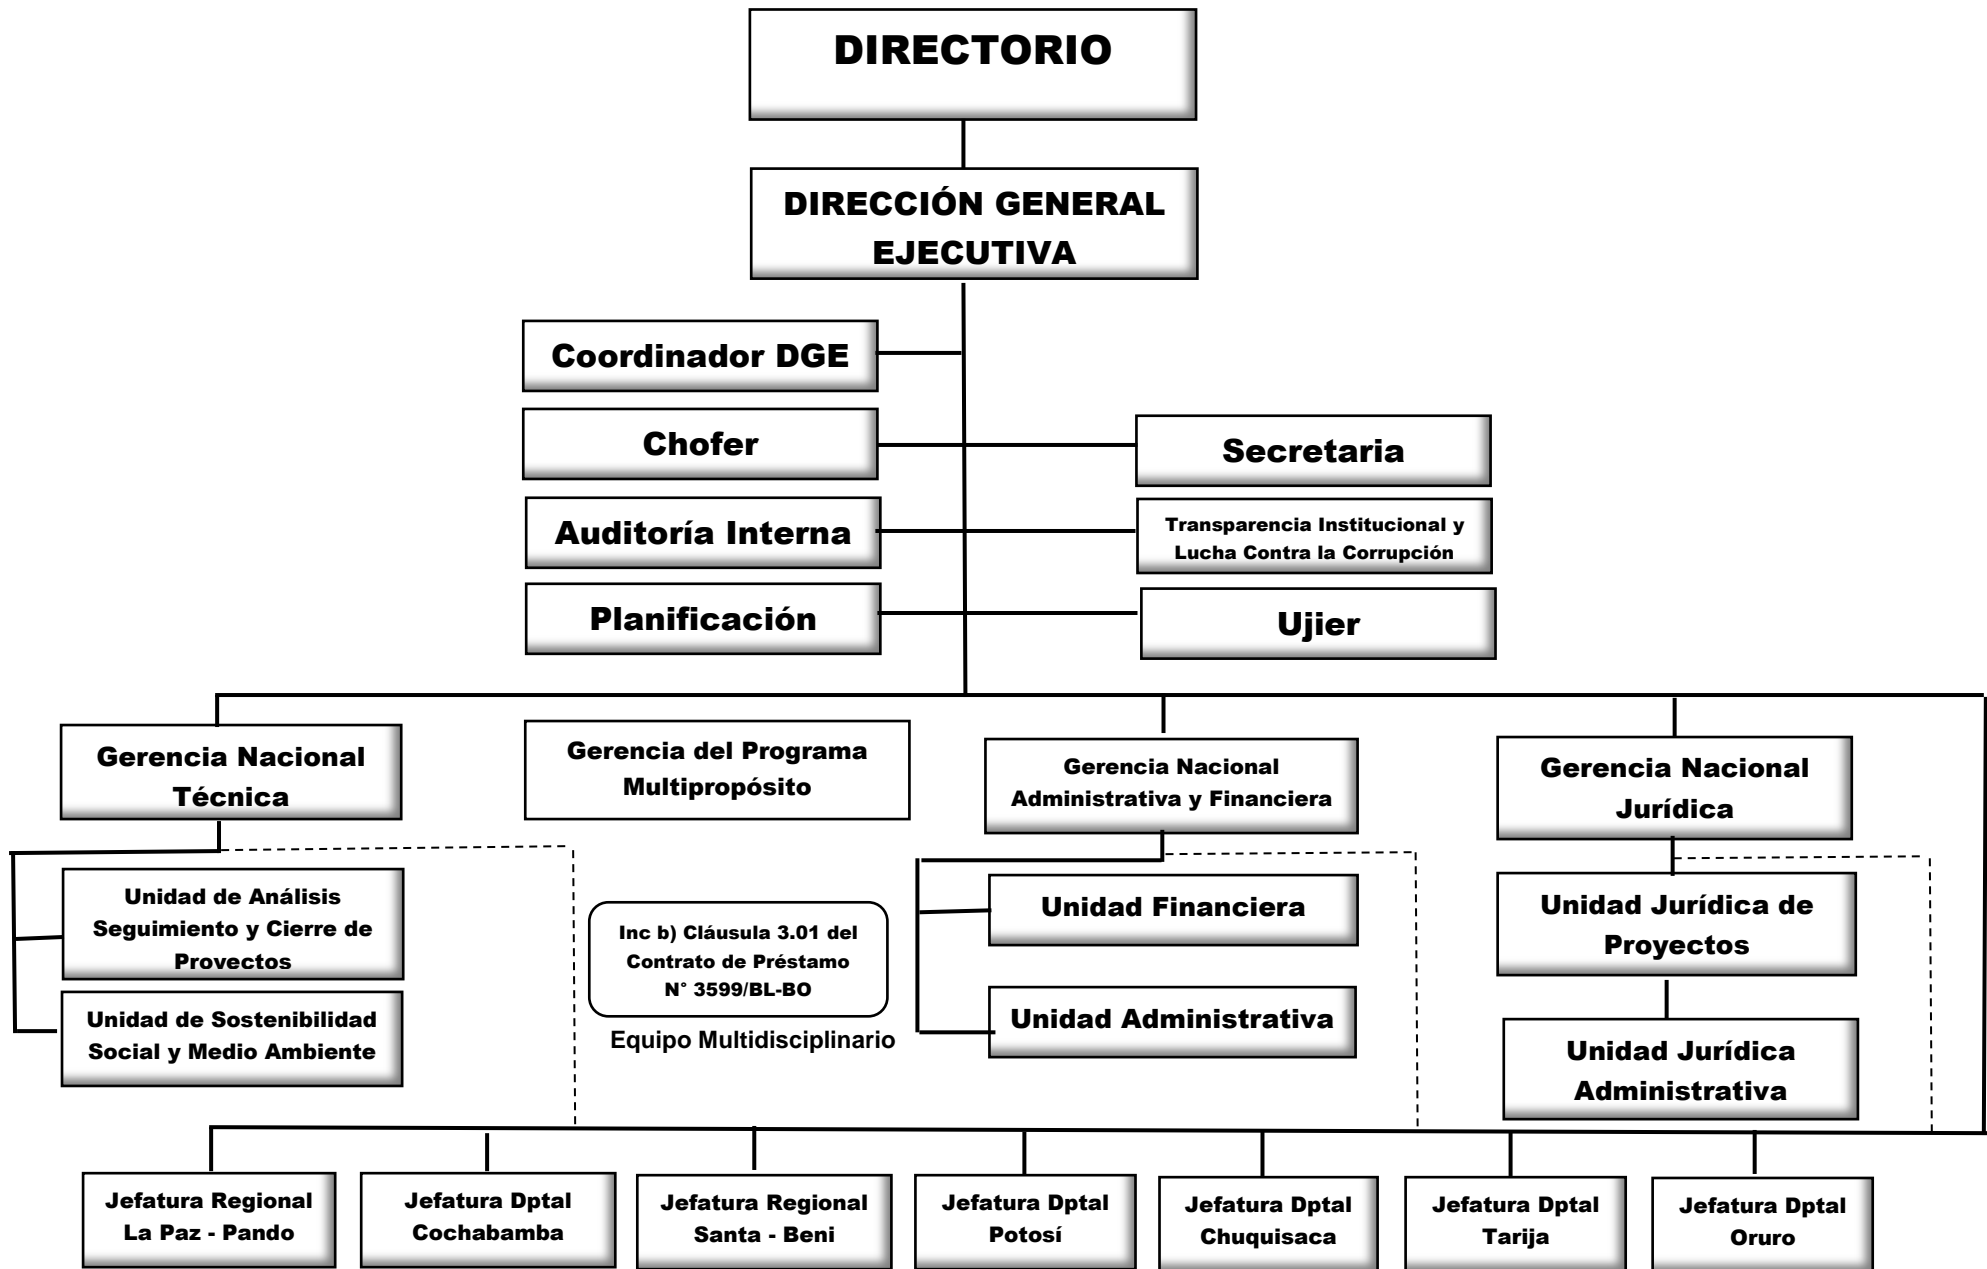 DIRECTORIO
DIRECCIÓN GENERAL
EJECUTIVA
Coordinador DGE
Chofer
Secretaria
Auditoría Interna
Transparencia Institucional y
Lucha Contra la Corrupción
Planificación
Ujier
Gerencia Nacional
Técnica
Gerencia del Programa
Multipropósito
Gerencia Nacional
Administrativa y Financiera
Gerencia Nacional
Jurídica
Unidad de Análisis
Seguimiento y Cierre de
Proyectos
Unidad de Sostenibilidad
Social y Medio Ambiente
Inc b) Cláusula 3.01 del
Contrato de Préstamo
N° 3599/BL-BO
Equipo Multidisciplinario
Unidad Financiera
Unidad Administrativa
Unidad Jurídica de
Proyectos
Unidad Jurídica
Administrativa
Jefatura Regional
La Paz - Pando
Jefatura Dptal
Cochabamba
Jefatura Regional
Santa - Beni
Jefatura Dptal
Potosí
Jefatura Dptal
Chuquisaca
Jefatura Dptal
Tarija
Jefatura Dptal
Oruro